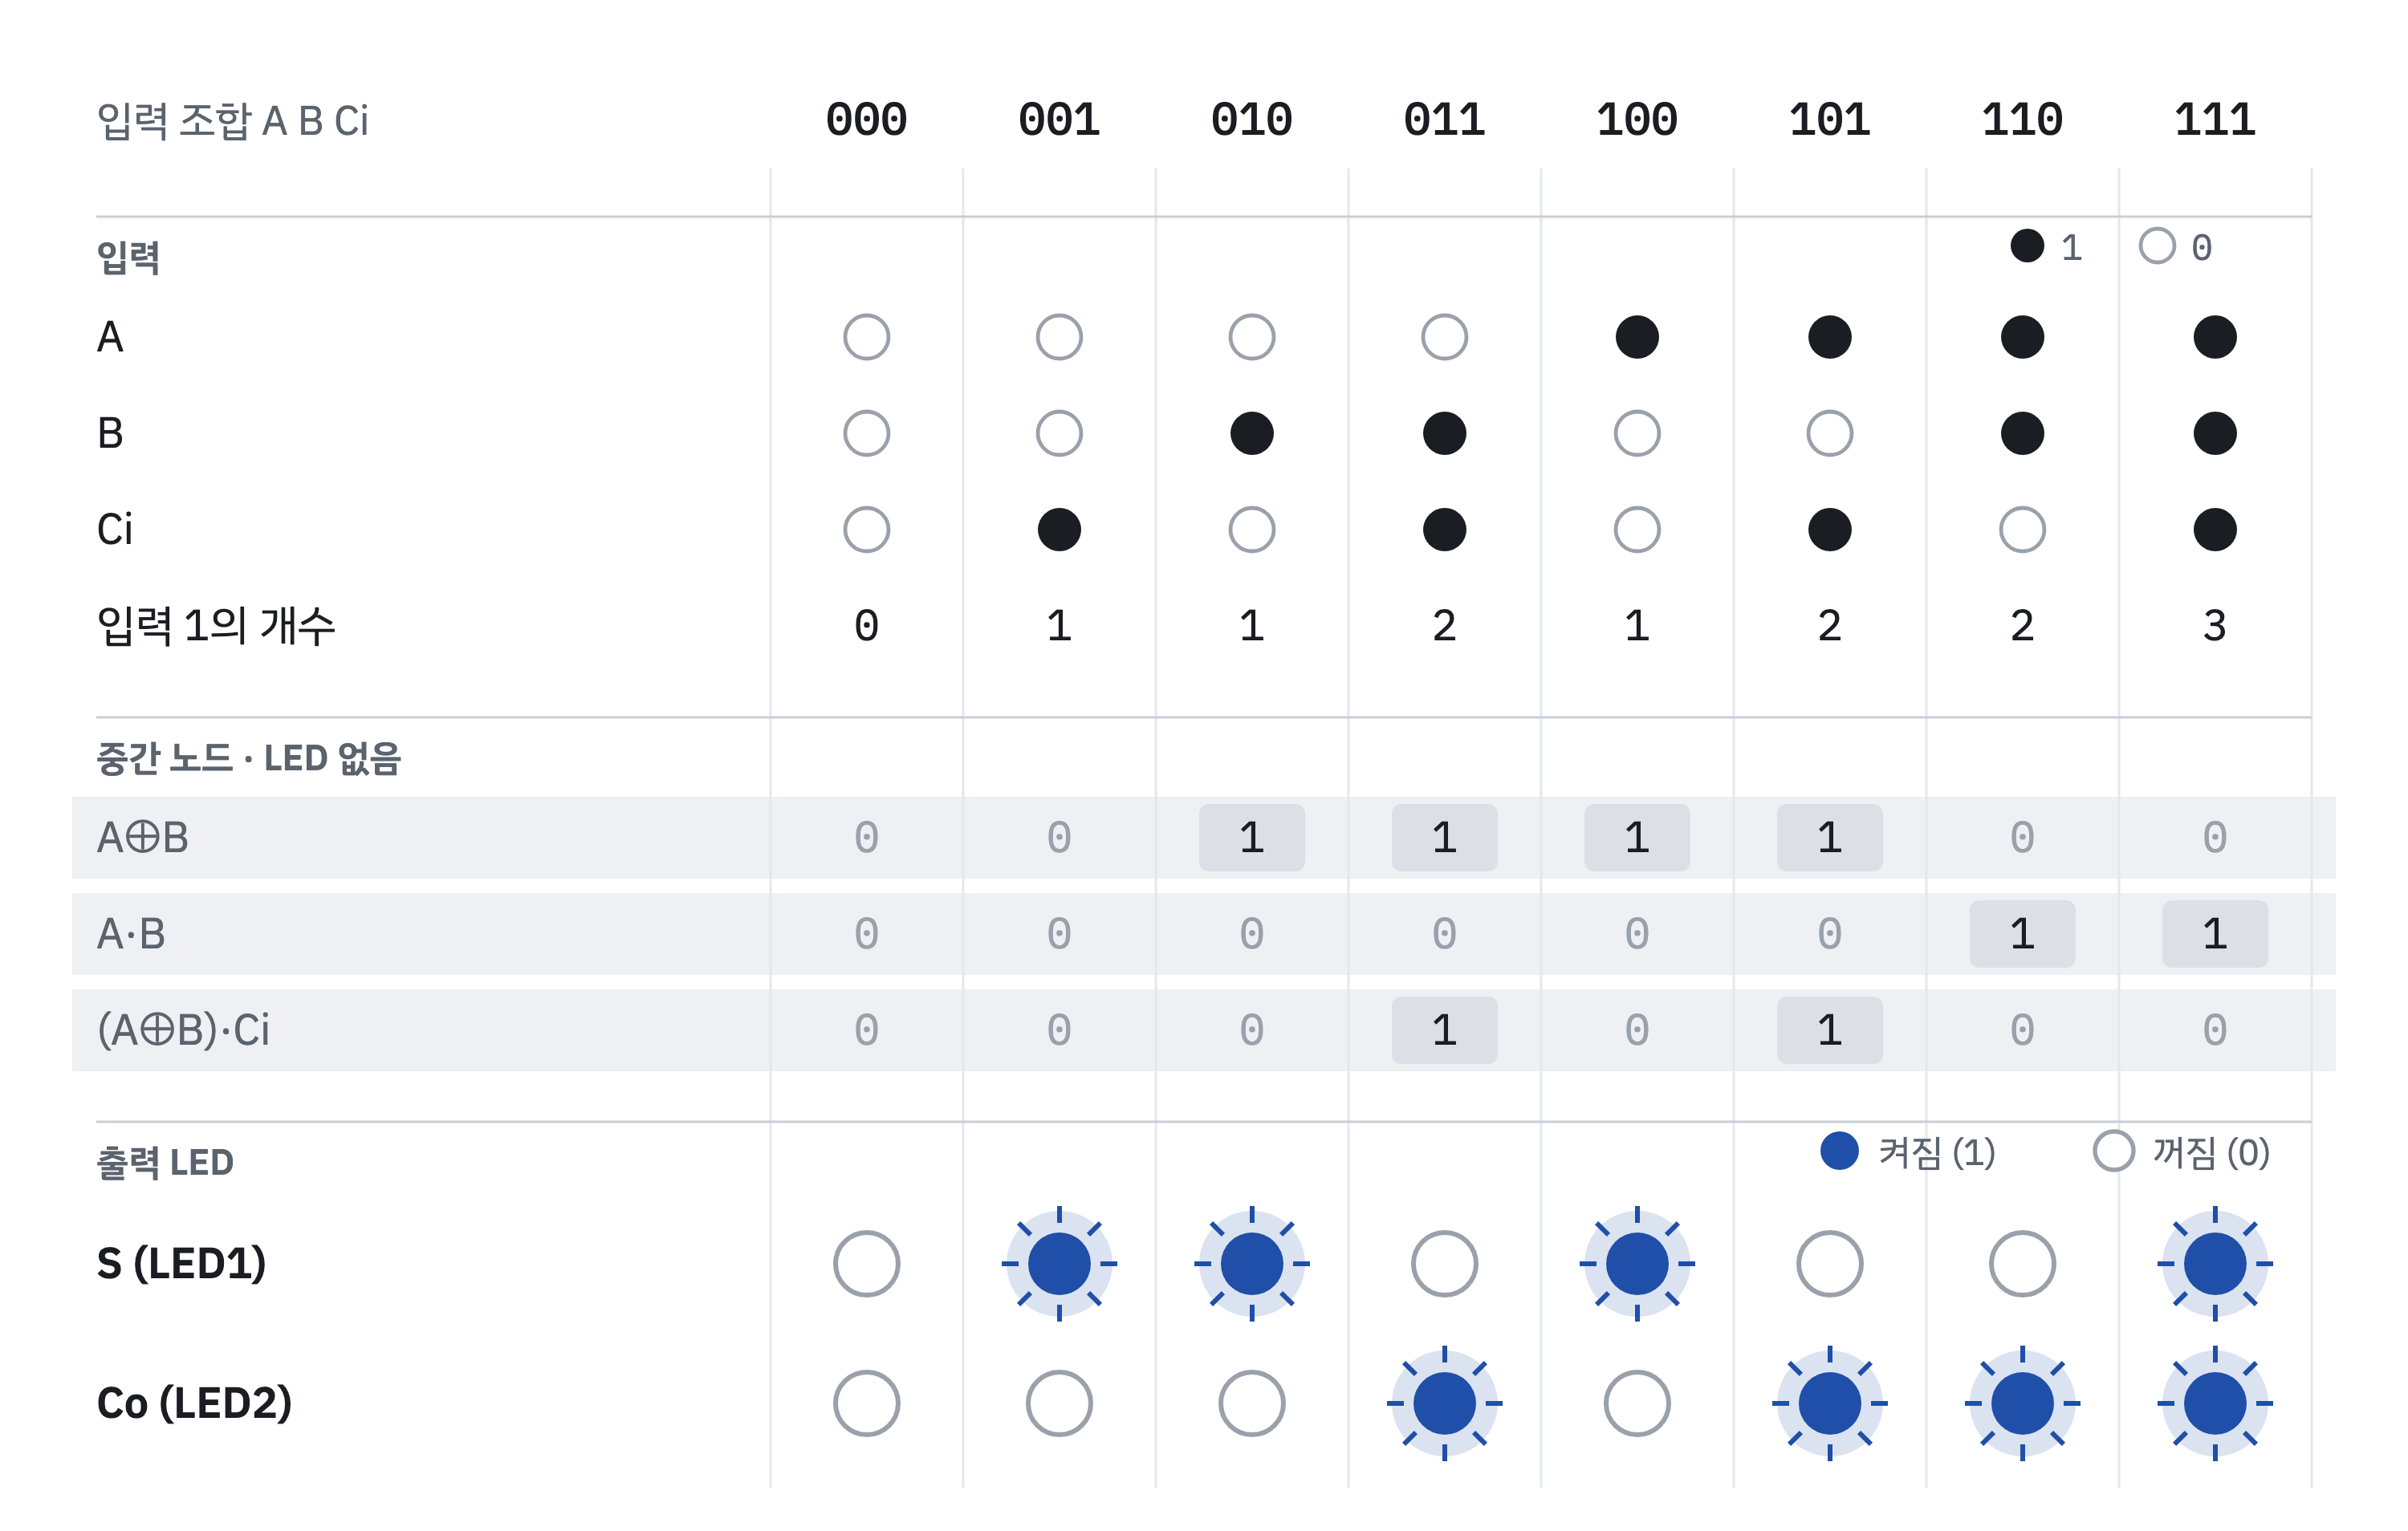 입력 조합 A B Ci 000 001 010 011 100 101 110 111
입력 1 0
A
B
Ci
입력 1의 개수 0 1 1 2 1 2 2 3
중간 노드 · LED 없음
A⊕B 0 0 1 1 1 1 0 0
A·B 0 0 0 0 0 0 1 1
(A⊕B)·Ci 0 0 0 1 0 1 0 0
출력 LED 켜짐 (1) 꺼짐 (0)
S (LED1)
Co (LED2)